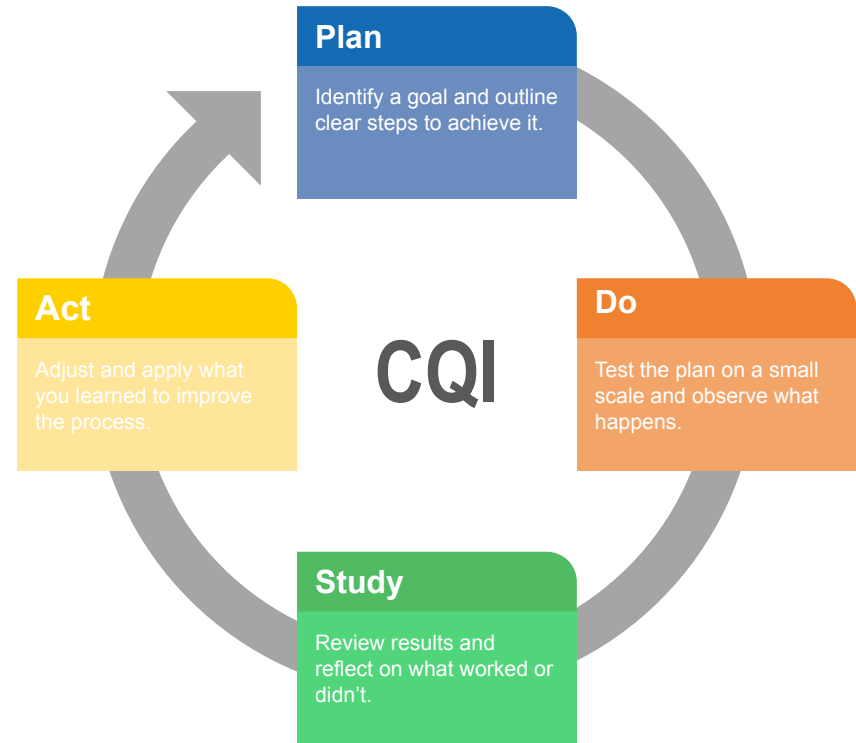 Plan
Identify a goal and outline
clear steps to achieve it.
Do
Test the plan on a small
scale and observe what
happens.
Study
Review results and
reflect on what worked or
didn’t.
Act
Adjust and apply what
you learned to improve
the process.
CQI